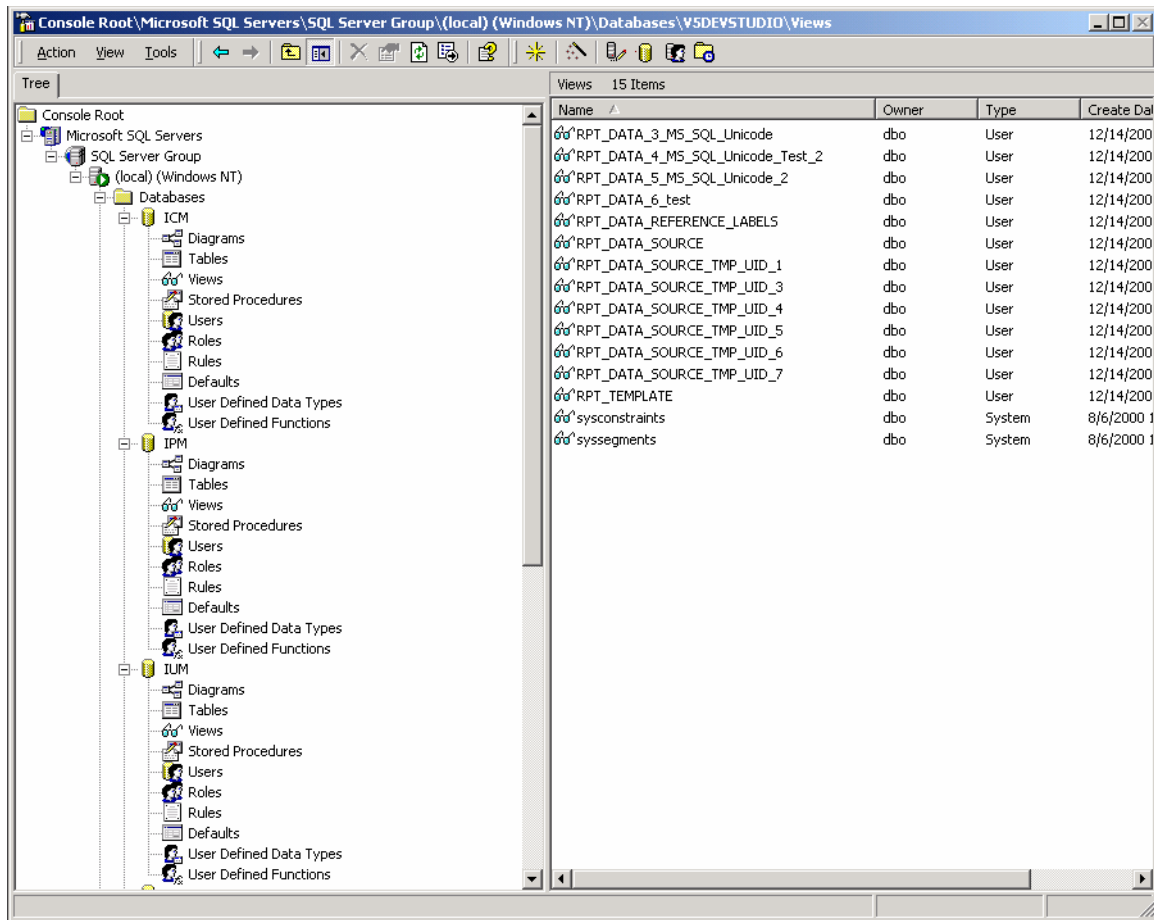 Console Root\Microsoft SQL Servers\SQL Server Group\(local) (Windows NT)\Databases\V5DEVSTUDIO\Views
Action View Tools
Tree
Console Root
Microsoft SQL Servers
SQL Server Group
(local) (Windows NT)
Databases
ICM
Diagrams
Tables
Views
Stored Procedures
Users
Roles
Rules
Defaults
User Defined Data Types
User Defined Functions
IPM
Diagrams
Tables
Views
Stored Procedures
Users
Roles
Rules
Defaults
User Defined Data Types
User Defined Functions
IUM
Diagrams
Tables
Views
Stored Procedures
Users
Roles
Rules
Defaults
User Defined Data Types
User Defined Functions
Views 15 Items
Name Owner Type Create Dat
RPT_DATA_3_MS_SQL_Unicode dbo User 12/14/200
RPT_DATA_4_MS_SQL_Unicode_Test_2 dbo User 12/14/200
RPT_DATA_5_MS_SQL_Unicode_2 dbo User 12/14/200
RPT_DATA_6_test dbo User 12/14/200
RPT_DATA_REFERENCE_LABELS dbo User 12/14/200
RPT_DATA_SOURCE dbo User 12/14/200
RPT_DATA_SOURCE_TMP_UID_1 dbo User 12/14/200
RPT_DATA_SOURCE_TMP_UID_3 dbo User 12/14/200
RPT_DATA_SOURCE_TMP_UID_4 dbo User 12/14/200
RPT_DATA_SOURCE_TMP_UID_5 dbo User 12/14/200
RPT_DATA_SOURCE_TMP_UID_6 dbo User 12/14/200
RPT_DATA_SOURCE_TMP_UID_7 dbo User 12/14/200
RPT_TEMPLATE dbo User 12/14/200
sysconstraints dbo System 8/6/2000 1
syssegments dbo System 8/6/2000 1